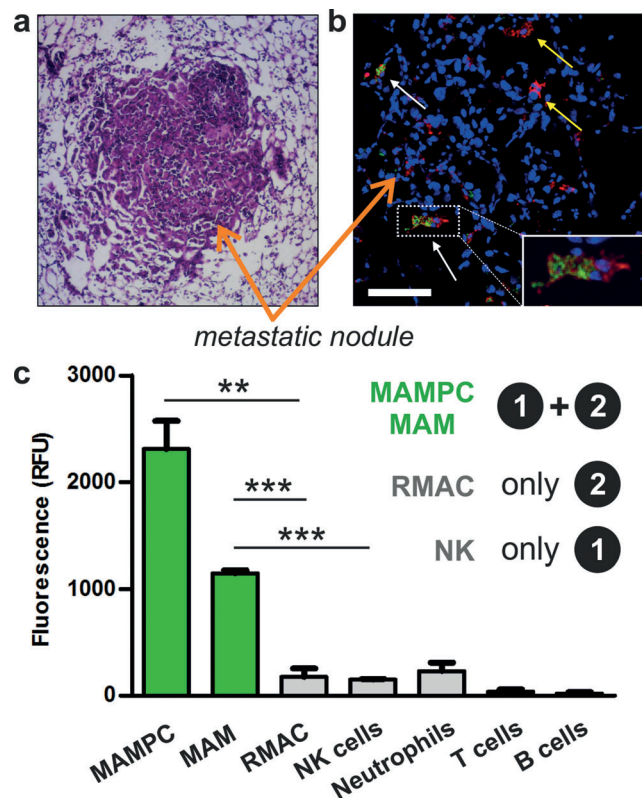 a
b
metastatic nodule
c
3000
2000
1000
0
Fluorescence (RFU)
**
***
***
MAMPC
MAM
1 + 2
RMAC only 2
NK only 1
MAMPC
MAM
RMAC
NK cells
Neutrophils
T cells
B cells